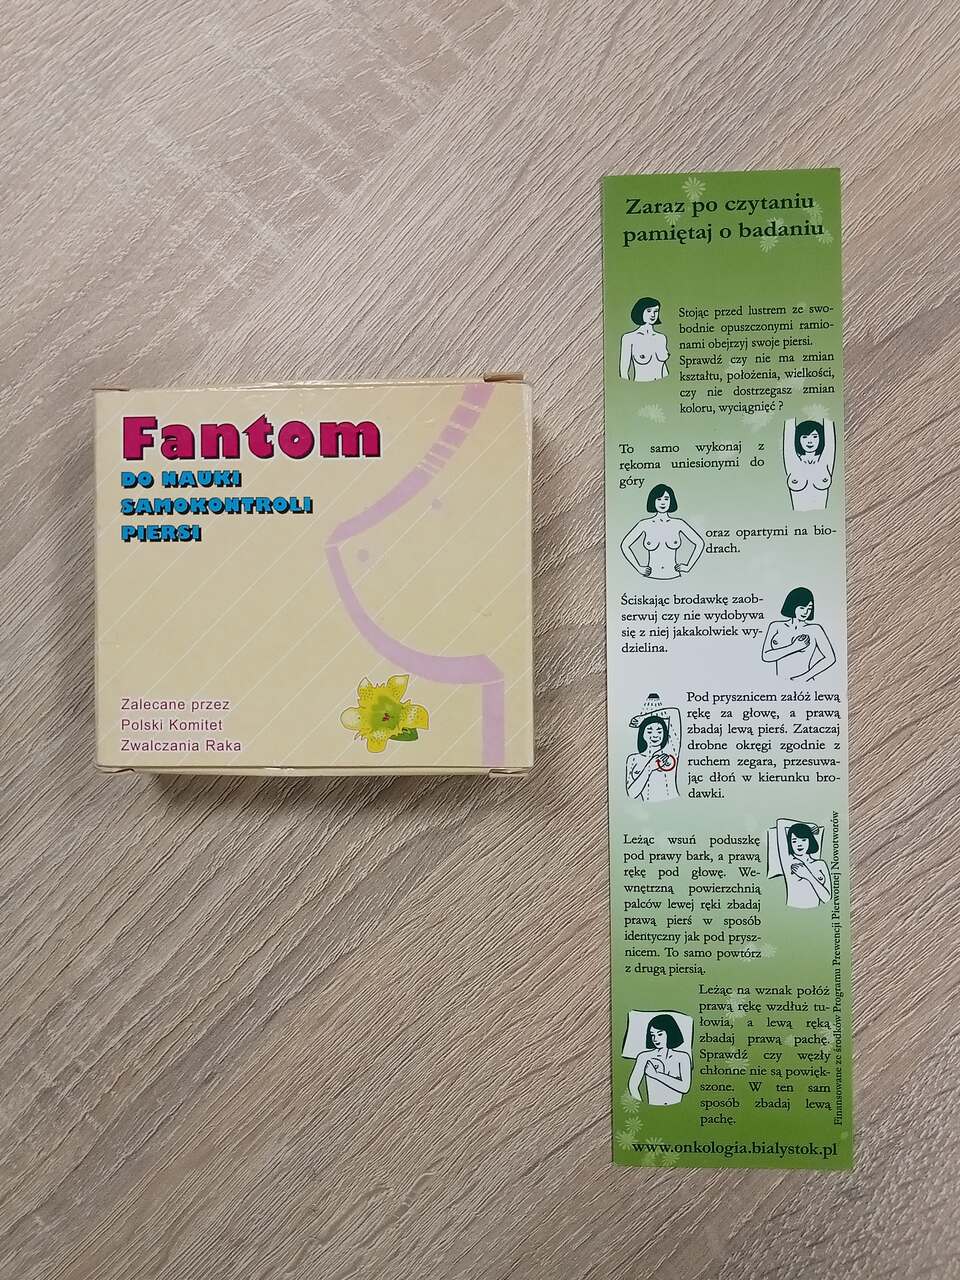 Fantom
DO NAUKI
SAMOKONTROLI
PIERSI
Zalecane przez
Polski Komitet
Zwalczania Raka
Zaraz po czytaniu
pamiętaj o badaniu
Stojąc przed lustrem ze swo-
bodnie opuszczonymi ramio-
nami obejrzyj swoje piersi.
Sprawdź czy nie ma zmian
kształtu, położenia, wielkości,
czy nie dostrzegasz zmian
koloru, wyciągnięć ?
To samo wykonaj z
rękoma uniesionymi do
góry
oraz opartymi na bio-
drach.
Ściskając brodawkę zaob-
serwuj czy nie wydobywa
się z niej jakakolwiek wy-
dzielina.
Pod prysznicem załóż lewą
rękę za głowę, a prawą
zbadaj lewą pierś. Zataczaj
drobne okręgi zgodnie z
ruchem zegara, przesuwa-
jąc dłoń w kierunku bro-
dawki.
Leżąc wsuń poduszkę
pod prawy bark, a prawą
rękę pod głowę. We-
wnętrzną powierzchnią
palców lewej ręki zbadaj
prawą pierś w sposób
identyczny jak pod prysz-
nicem. To samo powtórz
z drugą piersią.
Leżąc na wznak połóż
prawą rękę wzdłuż tu-
łowia, a lewą ręką
zbadaj prawą pachę.
Sprawdź czy węzły
chłonne nie są powięk-
szone. W ten sam
sposób zbadaj lewą
pachę.
Finansowane ze środków Programu Prewencji Pierwotnej Nowotworów
www.onkologia.bialystok.pl